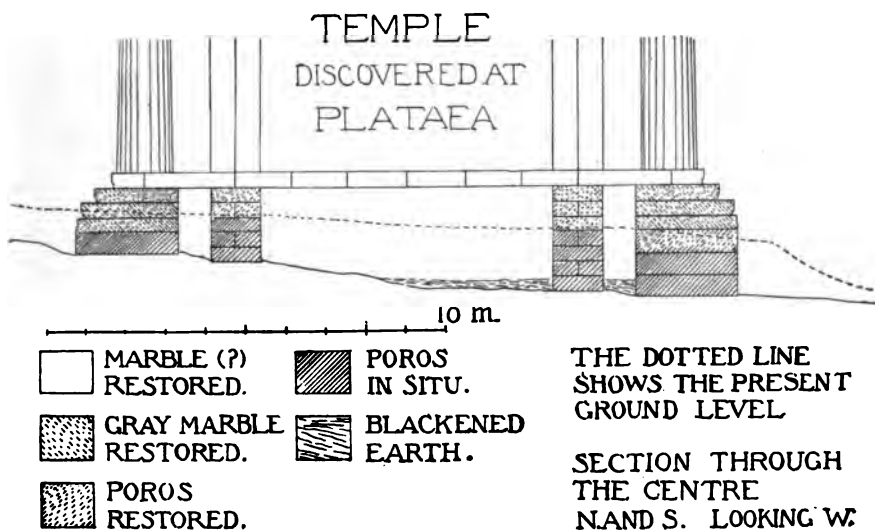 TEMPLE
DISCOVERED AT
PLATAEA
10 m.
MARBLE (?)
RESTORED.
GRAY MARBLE
RESTORED.
POROS
RESTORED.
POROS
IN SITU.
BLACKENED
EARTH.
THE DOTTED LINE
SHOWS THE PRESENT
GROUND LEVEL
SECTION THROUGH
THE CENTRE
N.AND S. LOOKING W.